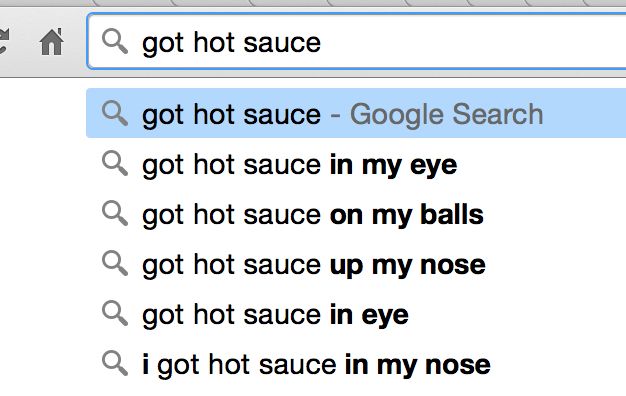 got hot sauce
got hot sauce - Google Search
got hot sauce in my eye
got hot sauce on my balls
got hot sauce up my nose
got hot sauce in eye
i got hot sauce in my nose